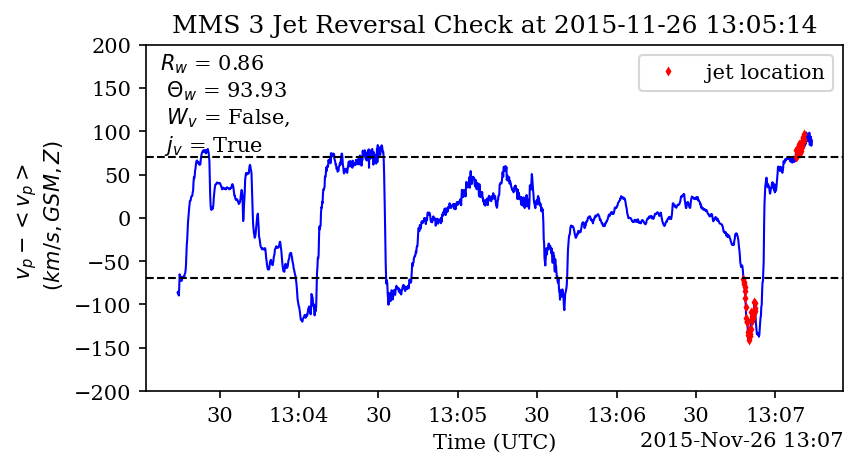 MMS 3 Jet Reversal Check at 2015-11-26 13:05:14
R_w = 0.86
Θ_w = 93.93
W_v = False,
j_v = True
jet location
v_p − <v_p>
(km/s, GSM, Z)
200
150
100
50
0
−50
−100
−150
−200
30 13:04 30 13:05 30 13:06 30 13:07
Time (UTC)
2015-Nov-26 13:07